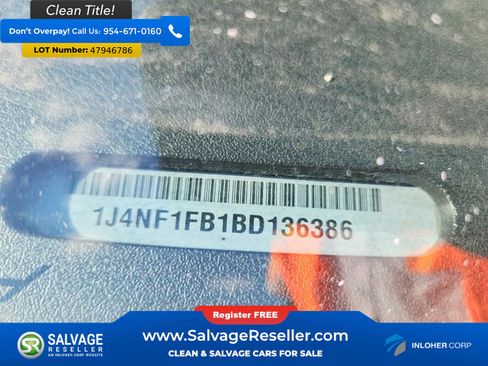 Clean Title!
Don't Overpay! Call Us: 954-671-0160
LOT Number: 47946786
1J4NF1FB1BD136386
Register FREE
SALVAGE
RESELLER
AN INLOHER CORP WEBSITE
www.SalvageReseller.com
CLEAN & SALVAGE CARS FOR SALE
INLOHER CORP